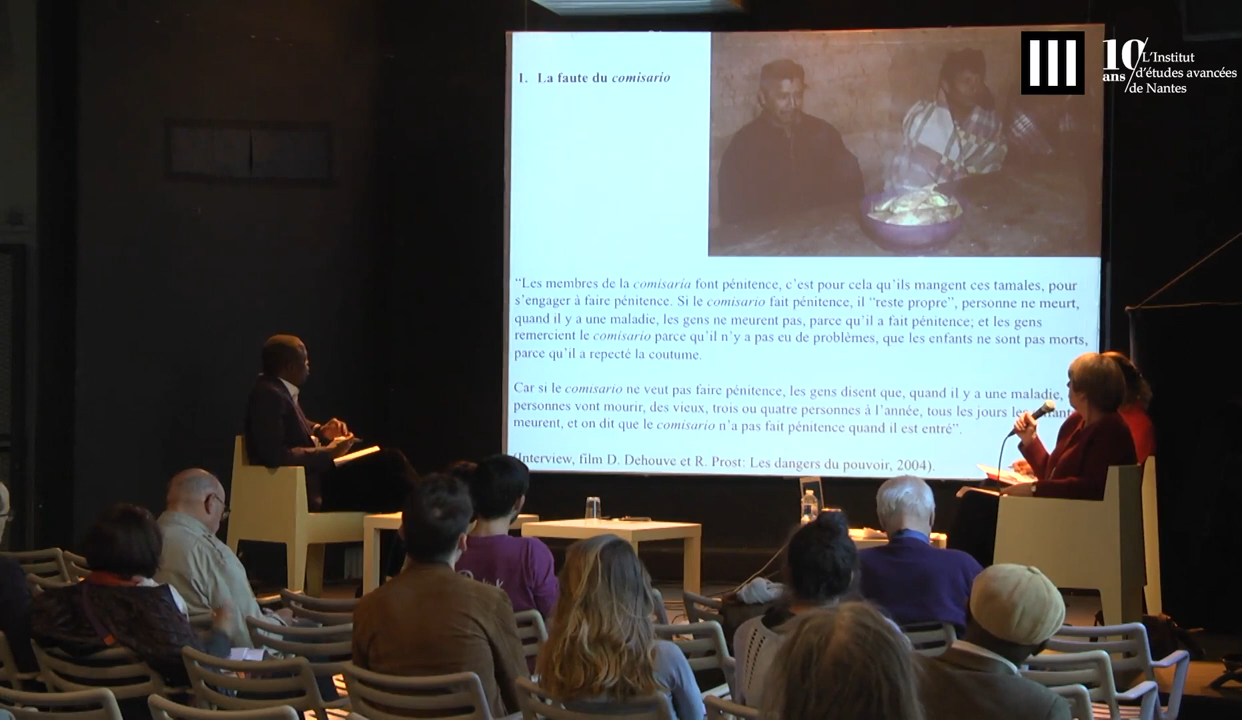 10
ans
L'Institut
d'études avancées
de Nantes
1. La faute du comisario
“Les membres de la comisaria font pénitence, c'est pour cela qu'ils mangent ces tamales, pour
s'engager à faire pénitence. Si le comisario fait pénitence, il “reste propre”, personne ne meurt,
quand il y a une maladie, les gens ne meurent pas, parce qu'il a fait pénitence; et les gens
remercient le comisario parce qu'il n'y a pas eu de problèmes, que les enfants ne sont pas morts,
parce qu'il a repecté la coutume.
Car si le comisario ne veut pas faire pénitence, les gens disent que, quand il y a une maladie,
personnes vont mourir, des vieux, trois ou quatre personnes à l'année, tous les jours
meurent, et on dit que le comisario n'a pas fait pénitence quand il est entré”.
(Interview, film D. Dehouve et R. Prost: Les dangers du pouvoir, 2004).